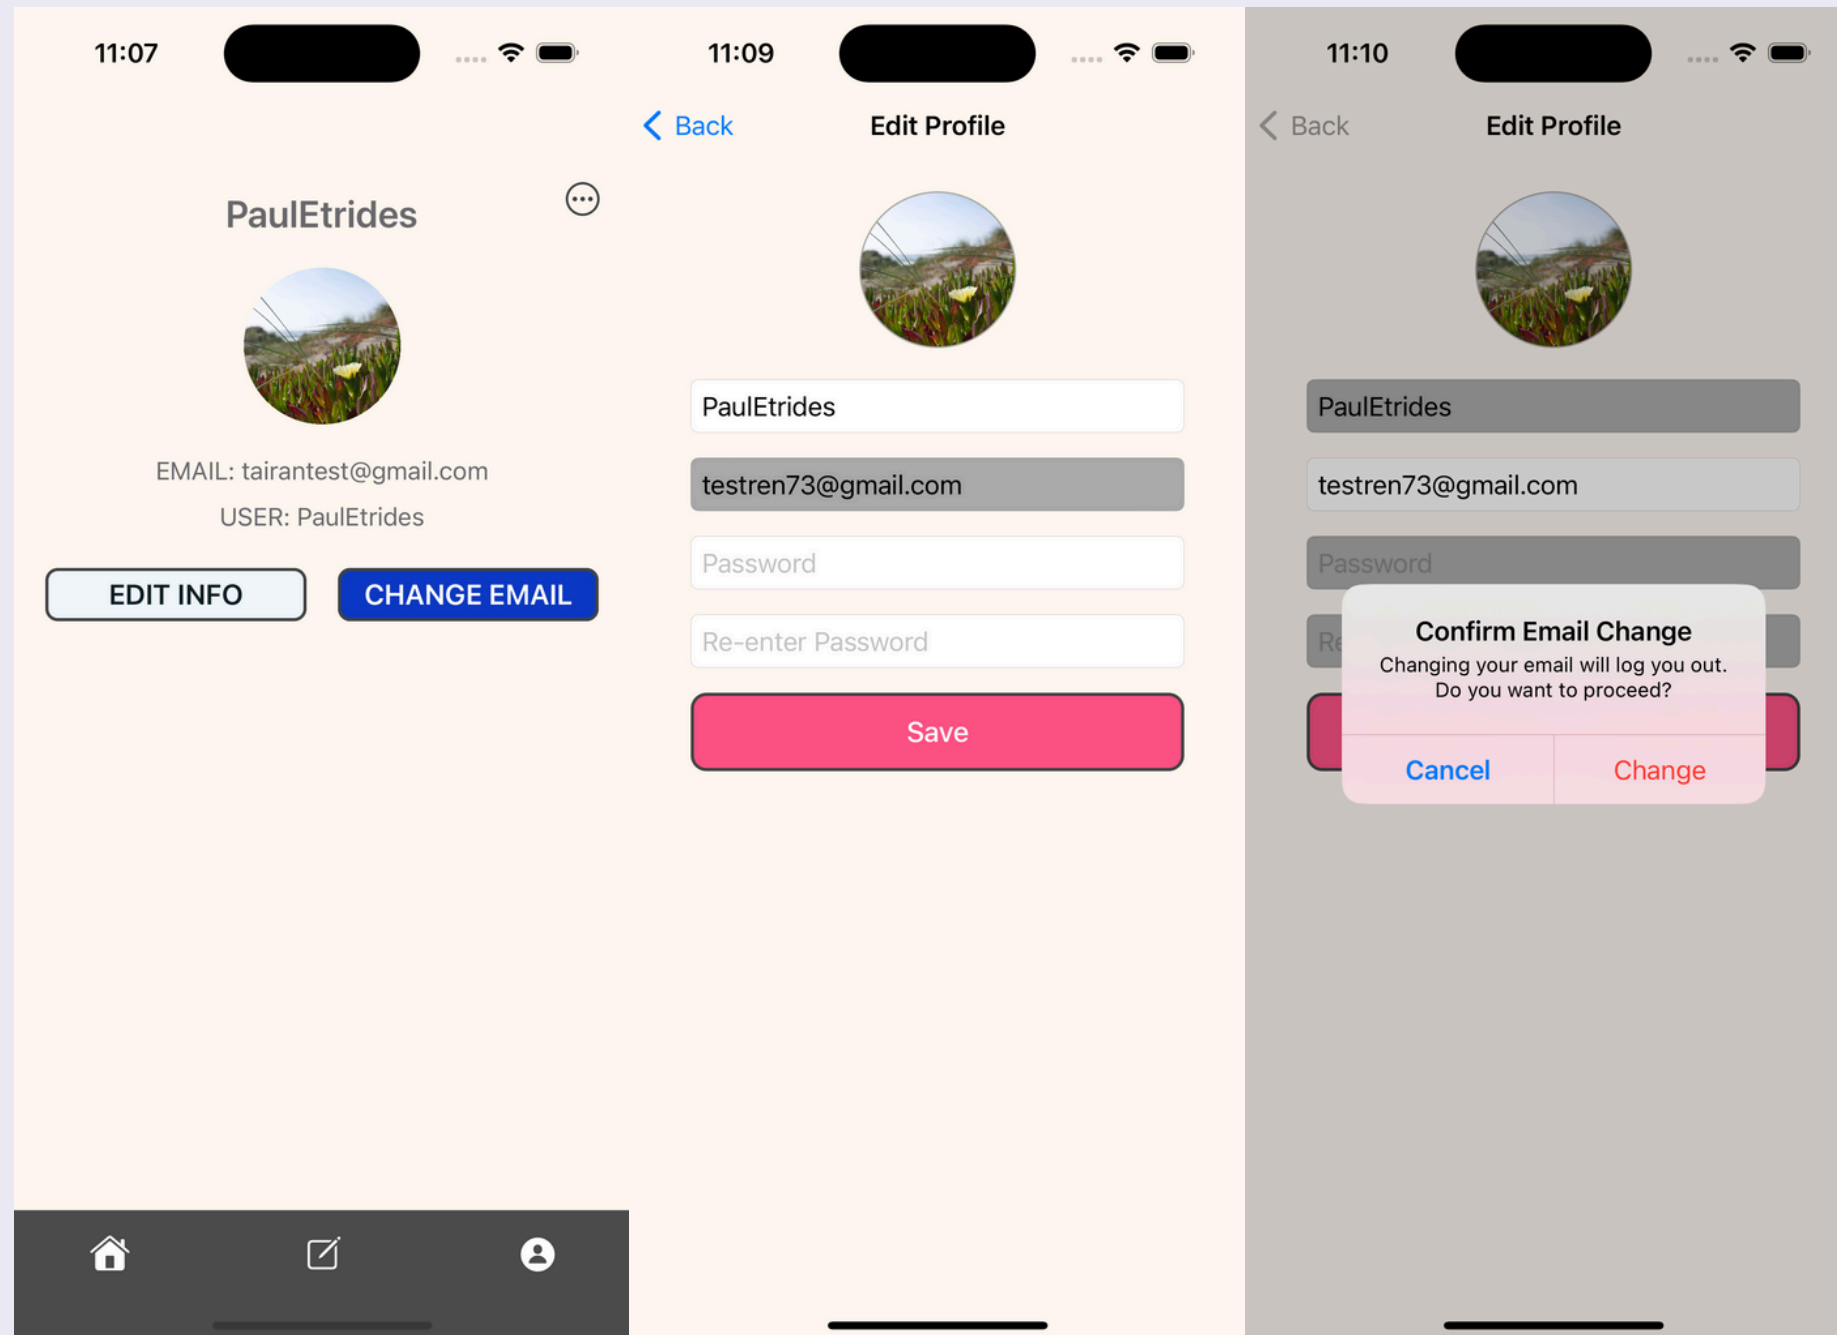 11:07
PaulEtrides
EMAIL: tairantest@gmail.com
USER: PaulEtrides
EDIT INFO
CHANGE EMAIL
11:09
Back
Edit Profile
PaulEtrides
testren73@gmail.com
Password
Re-enter Password
Save
11:10
Back
Edit Profile
PaulEtrides
testren73@gmail.com
Password
Re
Confirm Email Change
Changing your email will log you out.
Do you want to proceed?
Cancel
Change